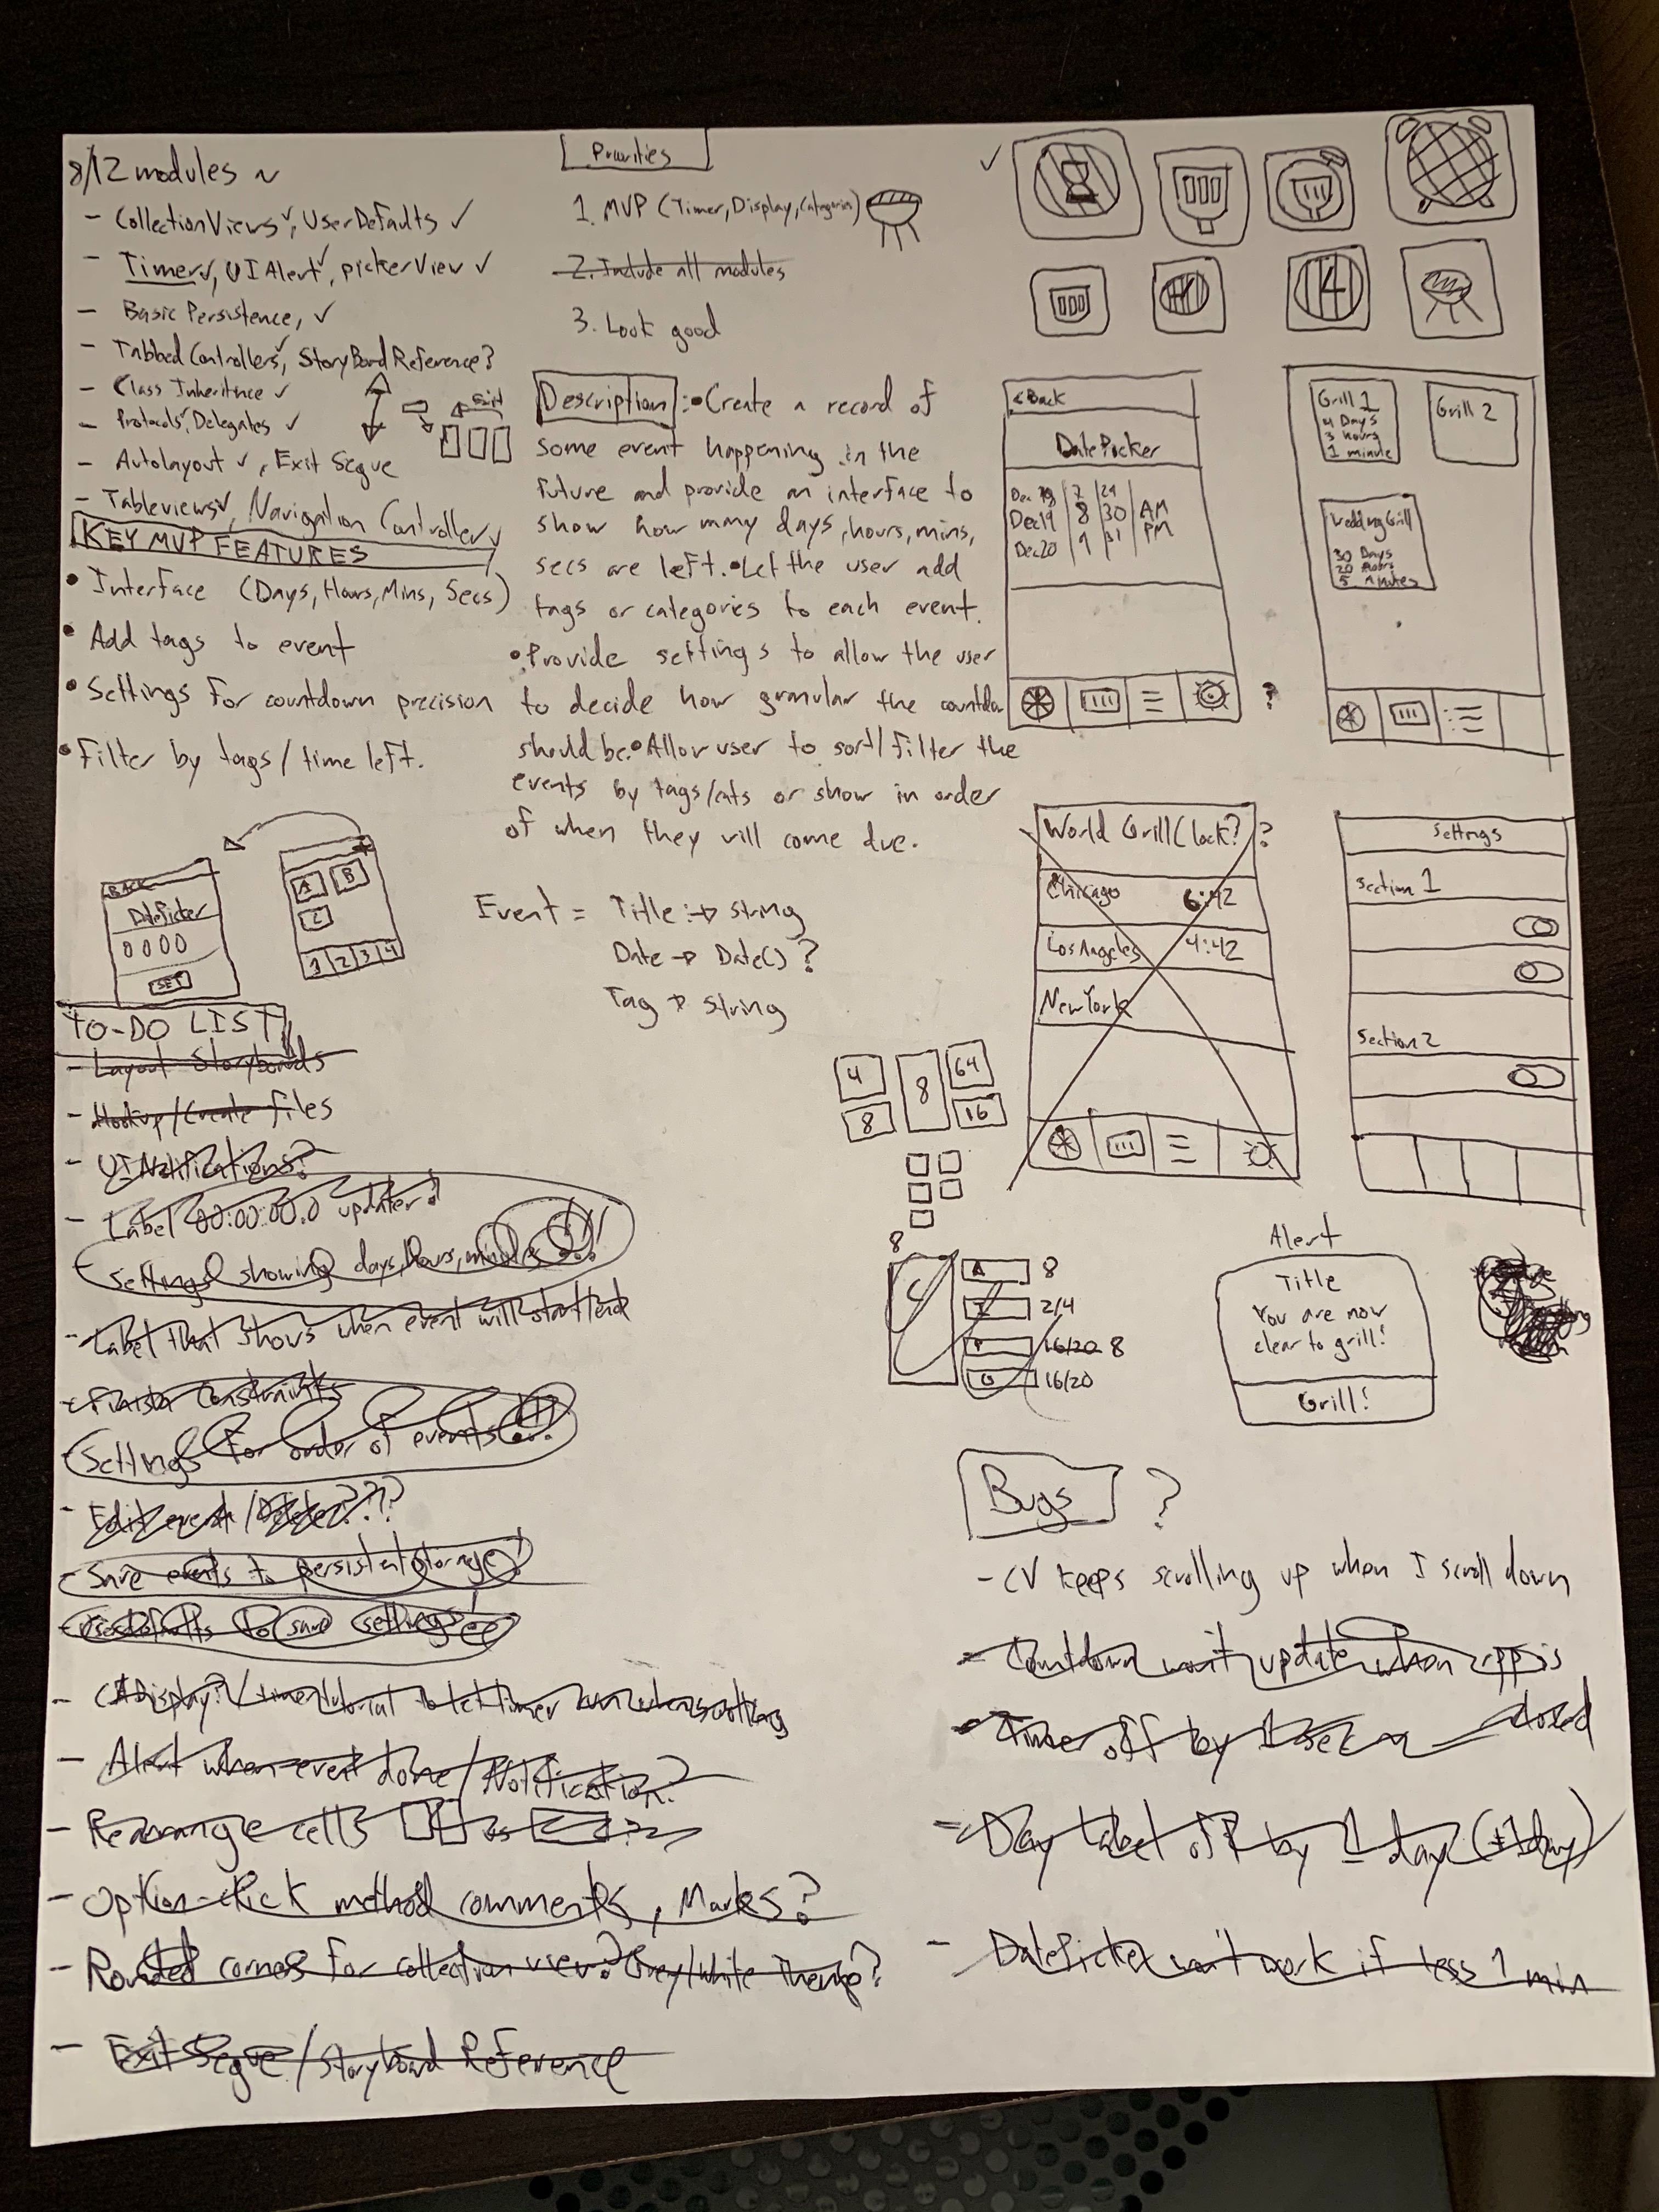 8/12 modules ~
- CollectionViews✓, UserDefaults ✓
- Timer✓, UIAlert✓, pickerView ✓
- Basic Persistence, ✓
- Tabbed Controllers✓, StoryBoard Reference?
- Class Inheritence ✓
- Protocols✓, Delegates ✓
- Autolayout ✓, Exit Segue
- Tableviews✓, Navigation Controller✓
KEY MVP FEATURES
• Interface (Days, Hours, Mins, Secs)
• Add tags to event
• Settings for countdown precision
• Filter by tags / time left.
BACK
DatePicker
0000
SET
+
A B
C
1 2 3 4
Priorities
1. MVP (Timer, Display, Categories)
2. Include all modules
3. Look good
Description: • Create a record of
some event happening in the
future and provide an interface to
show how many days, hours, mins,
secs are left. • Let the user add
tags or categories to each event.
• Provide settings to allow the user
to decide how granular the countdow
should be. • Allow user to sort/filter the
events by tags/cats or show in order
of when they will come due.
Event = Title → String
Date → Date()?
Tag → String
14
<Back
DatePicker
Dec 18 7 29
Dec 19 8 30 AM
Dec 20 9 31 PM
?
Grill 1
4 Days
3 hours
1 minute
Grill 2
Wedding Grill
30 Days
20 Hours
5 Minutes
World Grill Clock? ?
Chicago 6:42
Los Angeles 4:42
New York
Settings
Section 1
Section 2
4 8 64
8 16
8
C
A 8
I 2/4
P 16/20 8
O 16/20
Alert
Title
You are now
clear to grill!
Grill!
TO-DO LIST
- Layout Storyboards
- Hookup/Create files
- UI Notifications?
- Label 00:00:00.0 updater!
Settings showing days, hours, minutes !!!
- Label that shows when event will start/end
- Finish Constraints
Settings for order of events !!!
- Edit event / Delete???
- Save events to persistent storage!
Userdefaults to save settings!
- CADisplay? / timer tutorial to let timer run when scrolling
- Alert when event done / Notification?
- Rearrange cells vs ?
- Option-click method comments, Marks?
- Rounded corners for collection view? Grey/white theme?
- Exit Segue / Storyboard Reference
Bugs ?
- CV keeps scrolling up when I scroll down
- Countdown won't update when app is
closed
- Timer off by 1 sec
- Day label off by 1 day (+1 day)
- DatePicker won't work if less 1 min